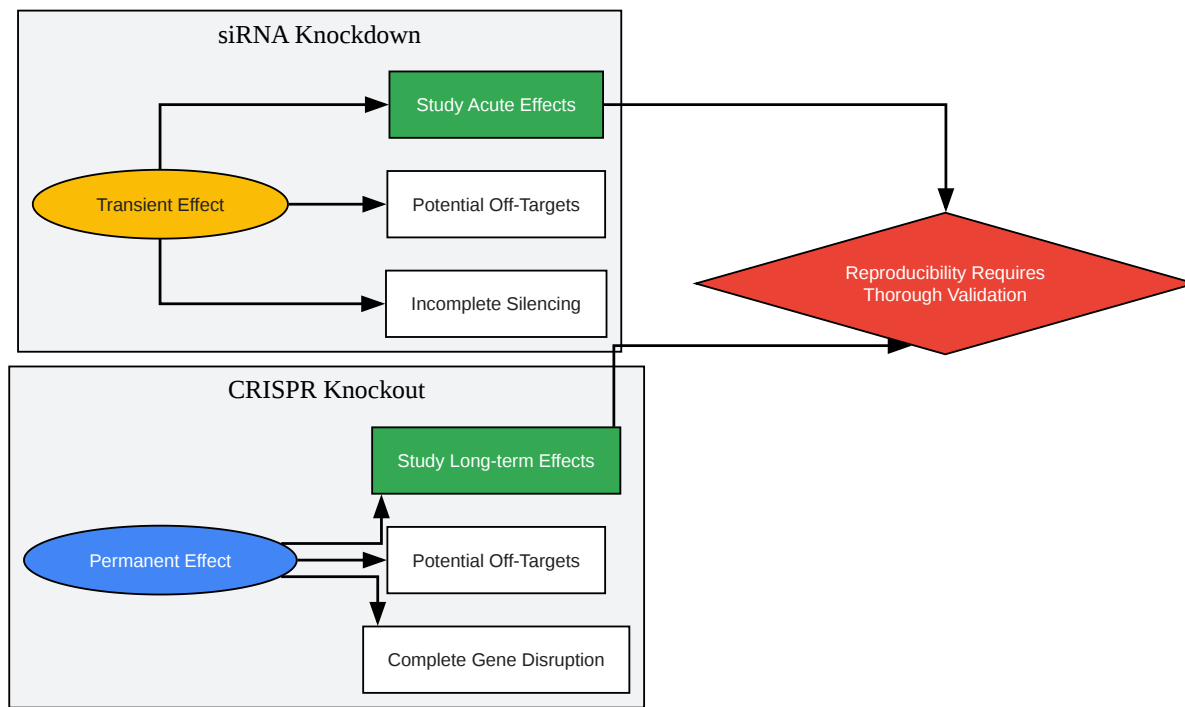 siRNA Knockdown
Study Acute Effects
Transient Effect
Potential Off-Targets
Incomplete Silencing
Reproducibility Requires
Thorough Validation
CRISPR Knockout
Study Long-term Effects
Permanent Effect
Potential Off-Targets
Complete Gene Disruption